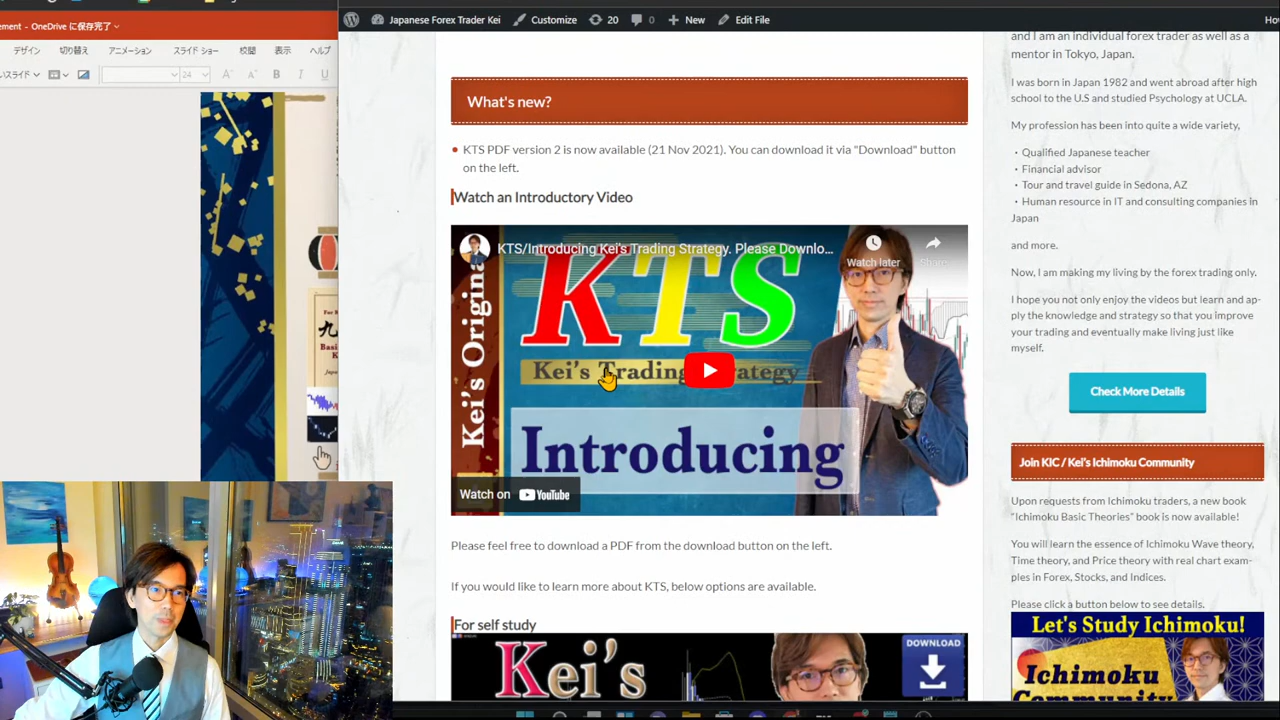 ement - OneDrive に保存完了
デザイン 切り替え アニメーション スライド ショー 校閲 表示 ヘルプ
いスライド 24 B I U
Japanese Forex Trader Kei Customize 20 0 New Edit File
What's new?
KTS PDF version 2 is now available (21 Nov 2021). You can download it via "Download" button
on the left.
Watch an Introductory Video
KTS/Introducing Kei's Trading Strategy. Please Downlo...
Watch later
Share
Kei's Original
KTS
Kei's Trading Strategy
Introducing
Watch on YouTube
Please feel free to download a PDF from the download button on the left.
If you would like to learn more about KTS, below options are available.
For self study
Kei's
DOWNLOAD
and I am an individual forex trader as well as a
mentor in Tokyo, Japan.
I was born in Japan 1982 and went abroad after high
school to the U.S and studied Psychology at UCLA.
My profession has been into quite a wide variety,
・Qualified Japanese teacher
・Financial advisor
・Tour and travel guide in Sedona, AZ
・Human resource in IT and consulting companies in
Japan
and more.
Now, I am making my living by the forex trading only.
I hope you not only enjoy the videos but learn and ap-
ply the knowledge and strategy so that you improve
your trading and eventually make living just like
myself.
Check More Details
Join KIC / Kei's Ichimoku Community
Upon requests from Ichimoku traders, a new book
"Ichimoku Basic Theories" book is now available!
You will learn the essence of Ichimoku Wave theory,
Time theory, and Price theory with real chart exam-
ples in Forex, Stocks, and Indices.
Please click a button below to see details.
Let's Study Ichimoku!
Ichimoku
Community